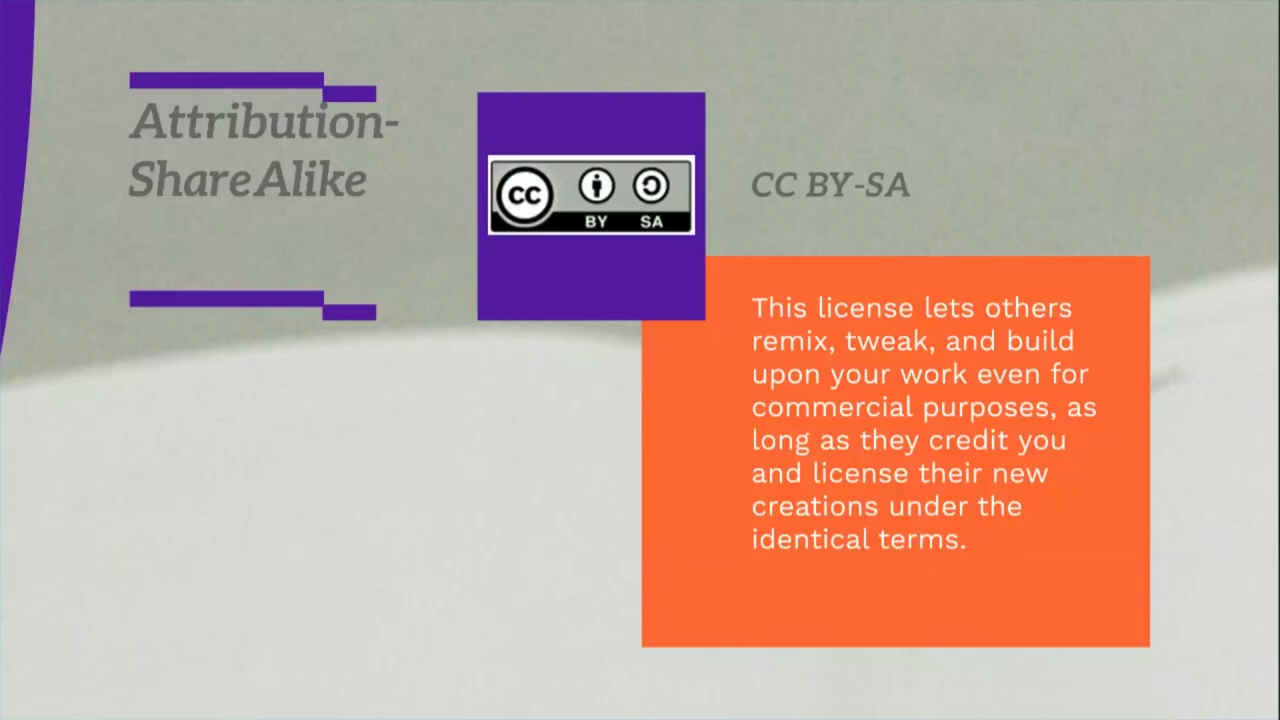 Attribution-
ShareAlike
CC
BY SA
CC BY-SA
This license lets others
remix, tweak, and build
upon your work even for
commercial purposes, as
long as they credit you
and license their new
creations under the
identical terms.